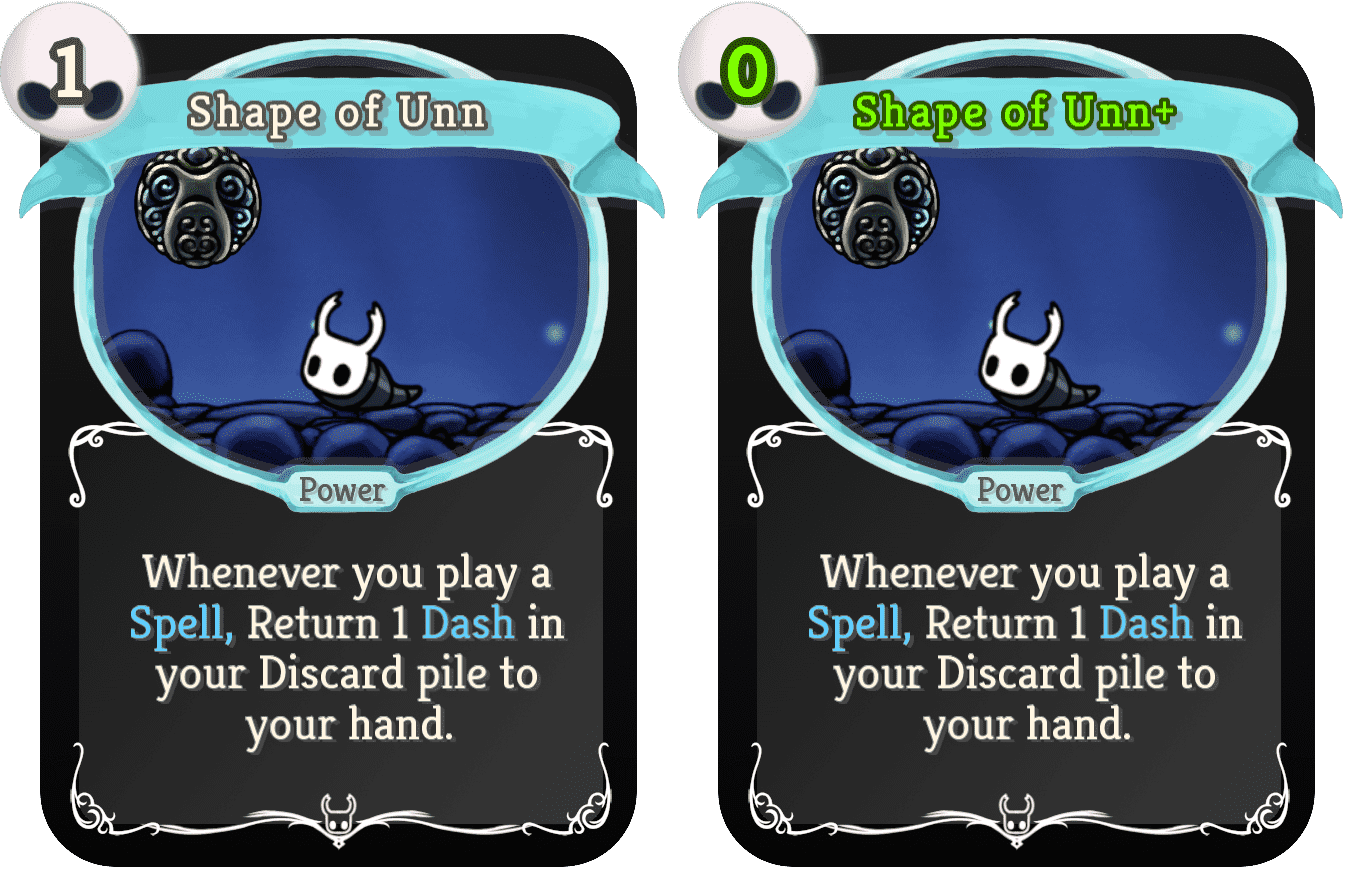 1
Shape of Unn
Power
Whenever you play a
Spell, Return 1 Dash in
your Discard pile to
your hand.
0
Shape of Unn+
Power
Whenever you play a
Spell, Return 1 Dash in
your Discard pile to
your hand.